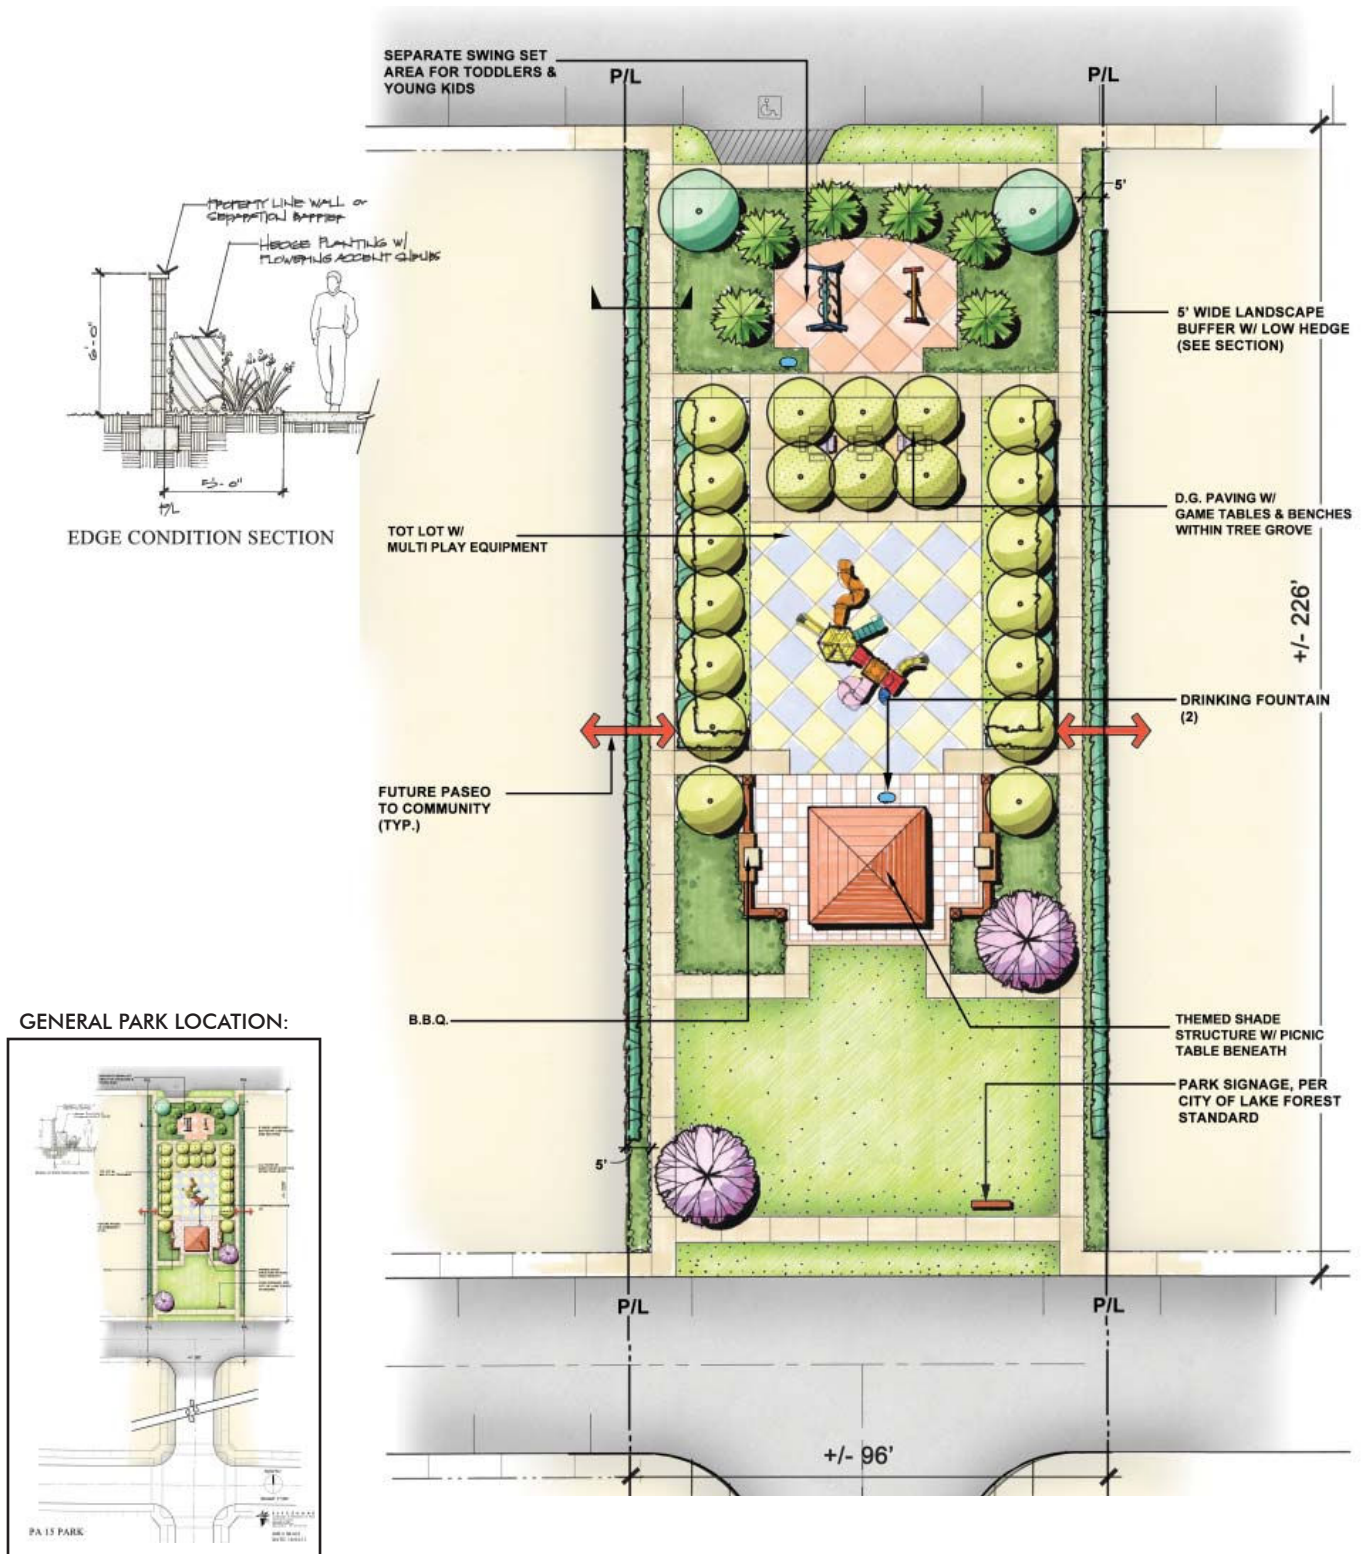 SEPARATE SWING SET
AREA FOR TODDLERS &
YOUNG KIDS
P/L
P/L
5'
PROPERTY LINE WALL OR
SEPARATION BARRIER
HEDGE PLANTING W/
FLOWERING ACCENT SHRUBS
6'-0"
5'-0"
P/L
EDGE CONDITION SECTION
5' WIDE LANDSCAPE
BUFFER W/ LOW HEDGE
(SEE SECTION)
D.G. PAVING W/
GAME TABLES & BENCHES
WITHIN TREE GROVE
TOT LOT W/
MULTI PLAY EQUIPMENT
+/- 226'
DRINKING FOUNTAIN
(2)
FUTURE PASEO
TO COMMUNITY
(TYP.)
B.B.Q.
THEMED SHADE
STRUCTURE W/ PICNIC
TABLE BENEATH
PARK SIGNAGE, PER
CITY OF LAKE FOREST
STANDARD
5'
P/L
P/L
+/- 96'
GENERAL PARK LOCATION:
PA 15 PARK